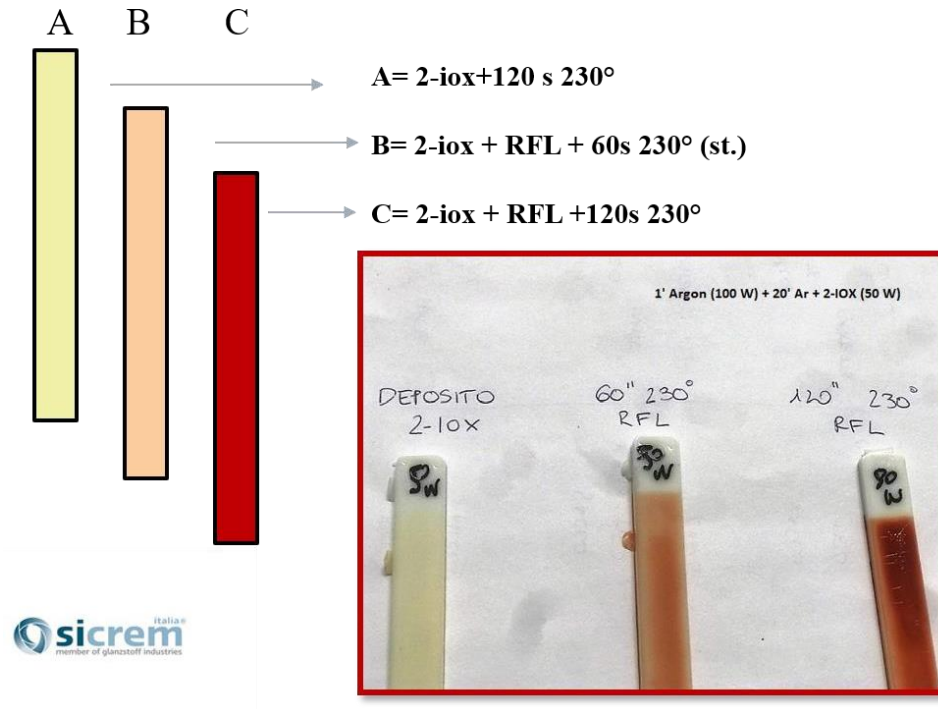 A B C
A= 2-iox+120 s 230°
B= 2-iox + RFL + 60s 230° (st.)
C= 2-iox + RFL +120s 230°
1' Argon (100 W) + 20' Ar + 2-IOX (50 W)
DEPOSITO
2-IOX
60" 230°
RFL
120" 230°
RFL
50
W
50
W
W
italia®
sicrem
member of glanzstoff industries